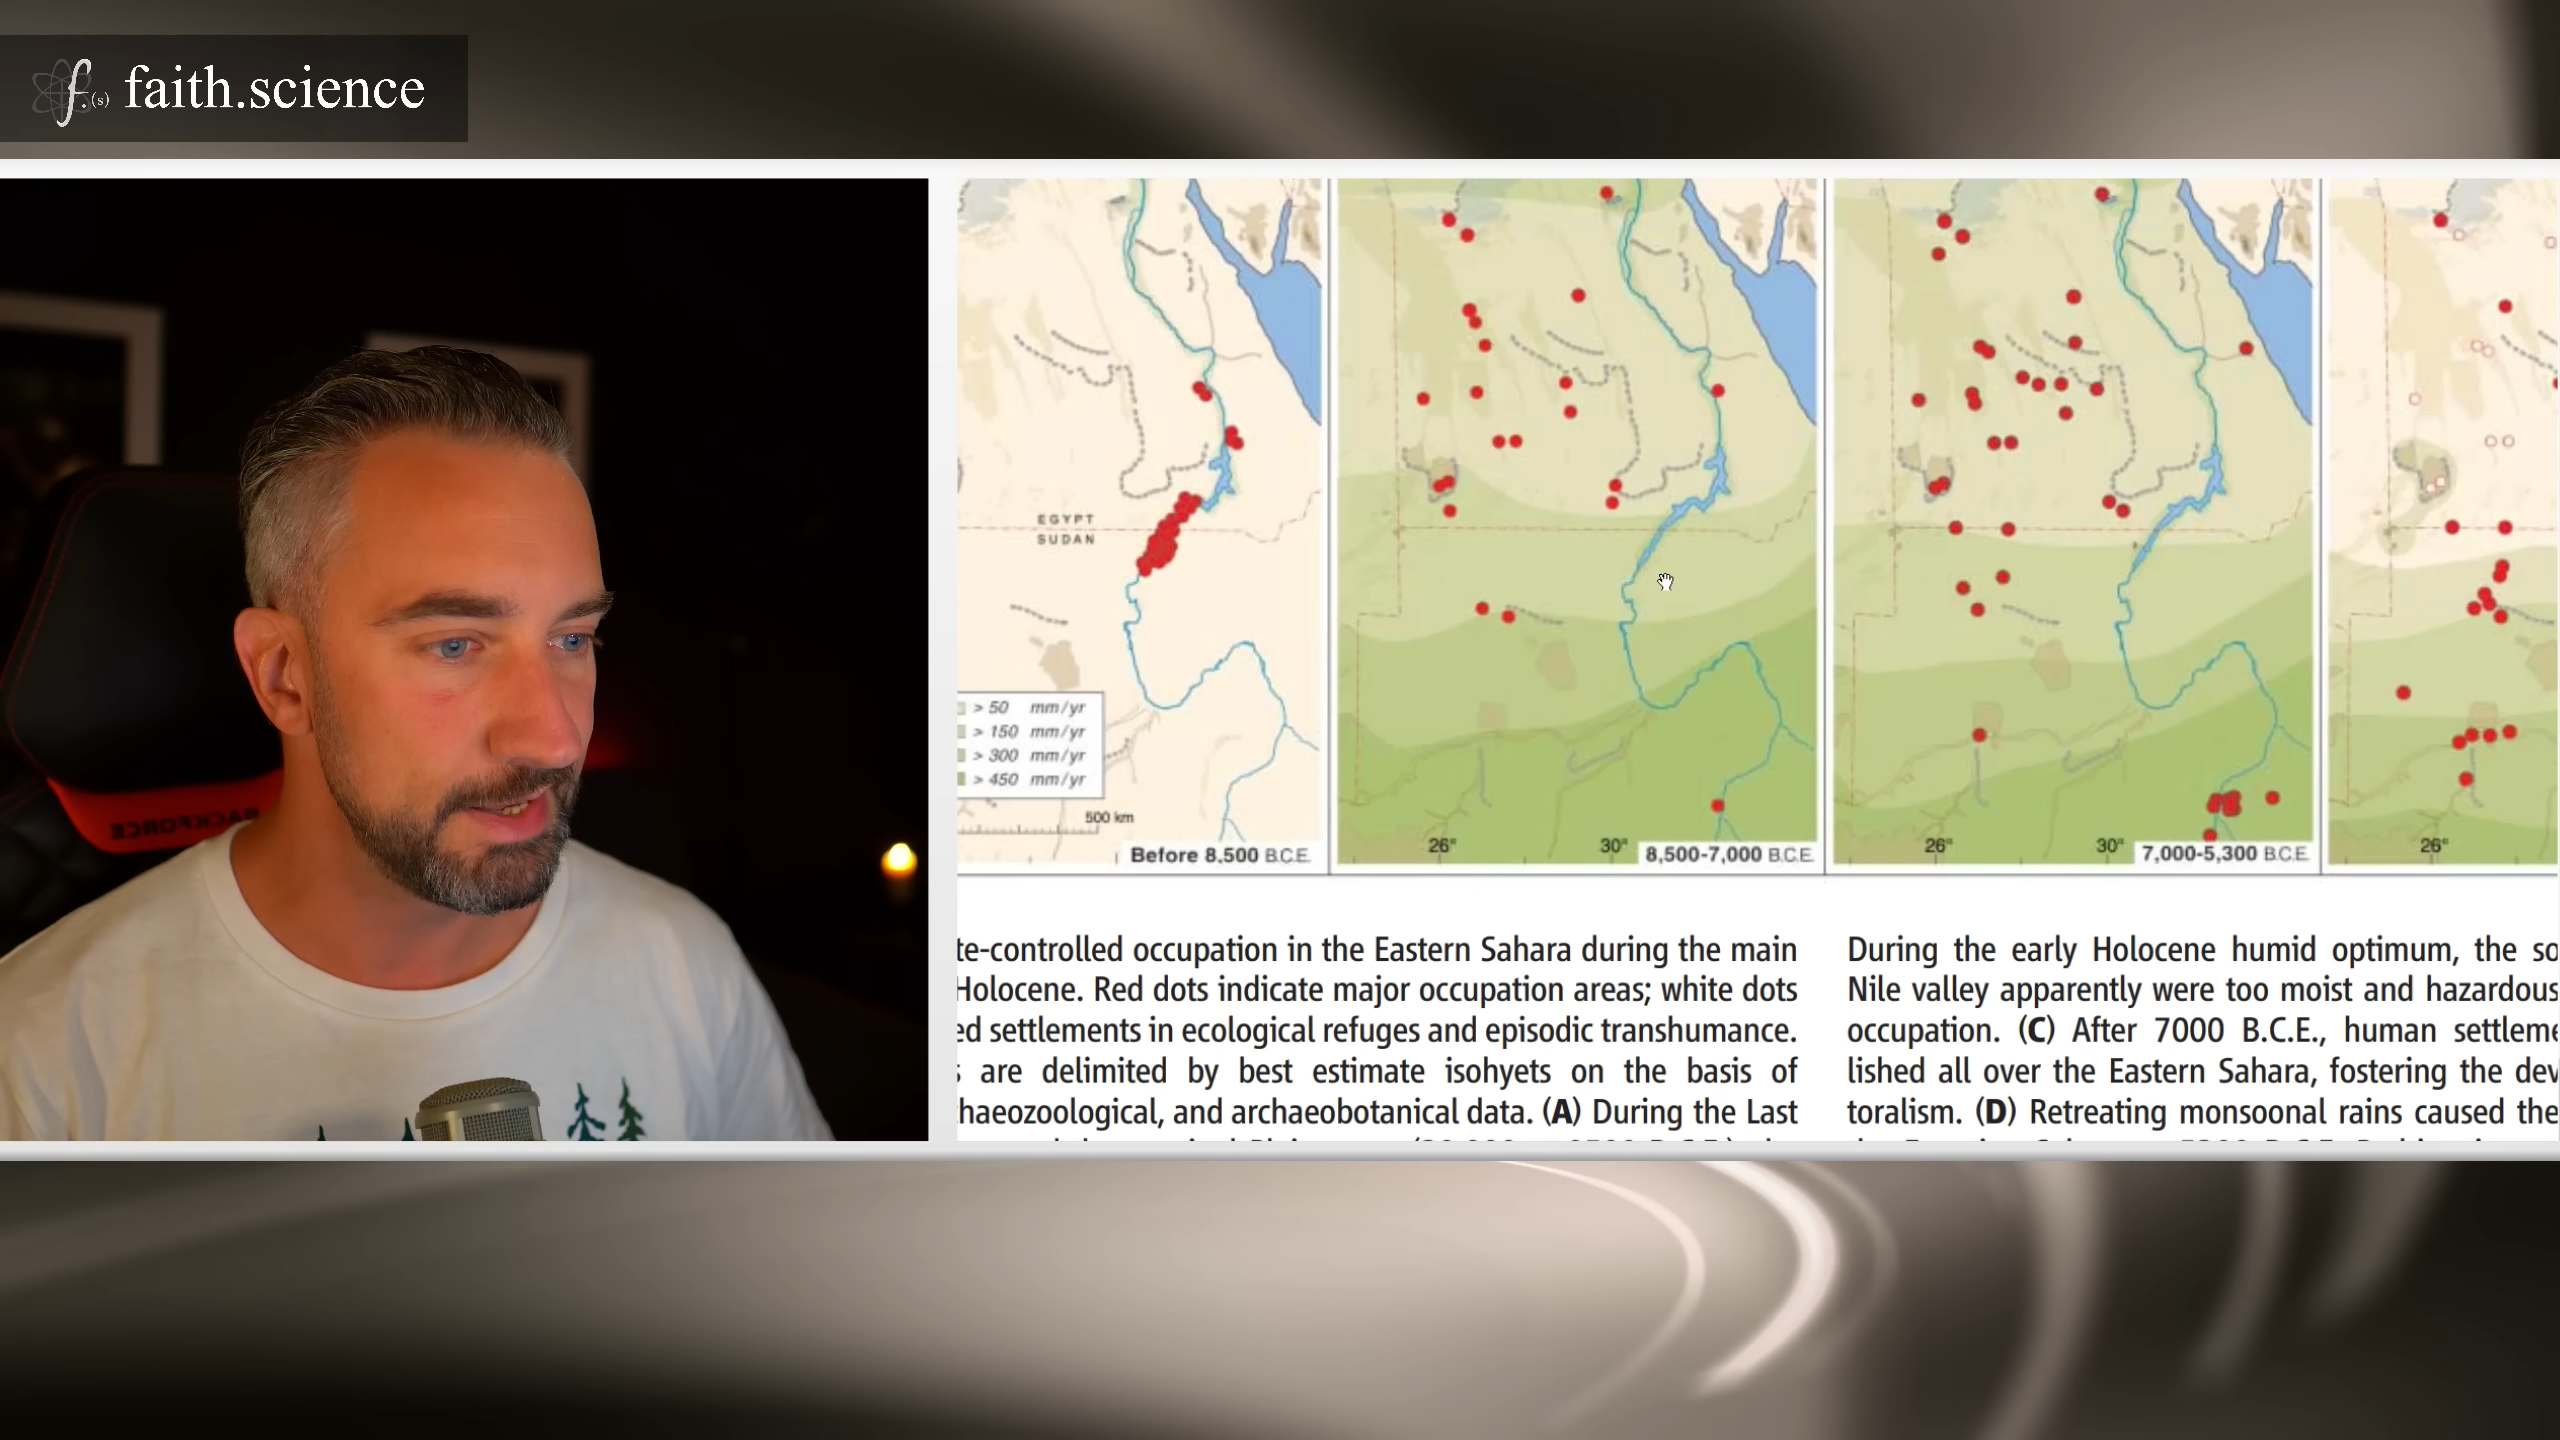 faith.science
EGYPT
SUDAN
> 50 mm/yr
> 150 mm/yr
> 300 mm/yr
> 450 mm/yr
500 km
Before 8,500 B.C.E.
26°
30°
8,500-7,000 B.C.E.
26°
30°
7,000-5,300 B.C.E.
26°
te-controlled occupation in the Eastern Sahara during the main
Holocene. Red dots indicate major occupation areas; white dots
ed settlements in ecological refuges and episodic transhumance.
are delimited by best estimate isohyets on the basis of
haeozoological, and archaeobotanical data. (A) During the Last
During the early Holocene humid optimum, the so
Nile valley apparently were too moist and hazardous
occupation. (C) After 7000 B.C.E., human settleme
lished all over the Eastern Sahara, fostering the dev
toralism. (D) Retreating monsoonal rains caused the
BACKFORCE